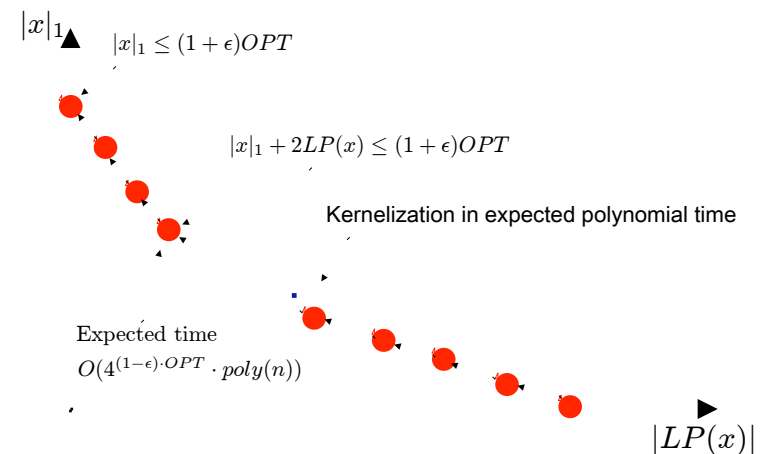 |x|₁
|x|₁ ≤ (1 + ϵ)OPT
|x|₁ + 2LP(x) ≤ (1 + ϵ)OPT
Kernelization in expected polynomial time
Expected time
O(4^{(1−ϵ)·OPT} · poly(n))
|LP(x)|